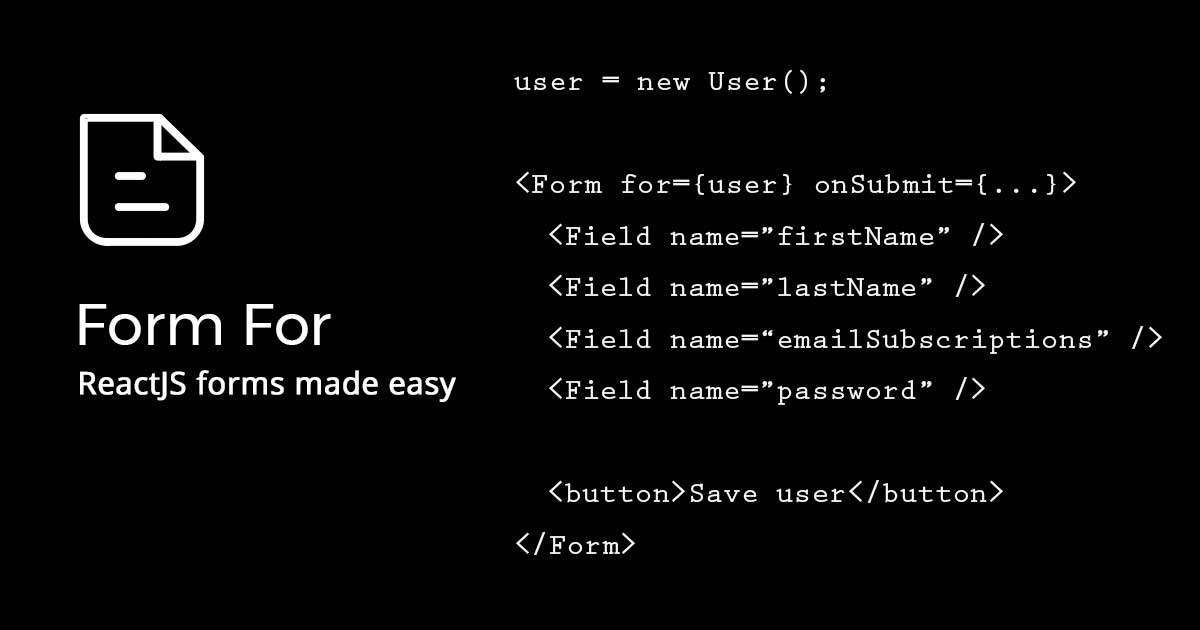 Form For
ReactJS forms made easy
user = new User();
<Form for={user} onSubmit={...}>
<Field name=”firstName” />
<Field name=”lastName” />
<Field name=“emailSubscriptions” />
<Field name=”password” />
<button>Save user</button>
</Form>